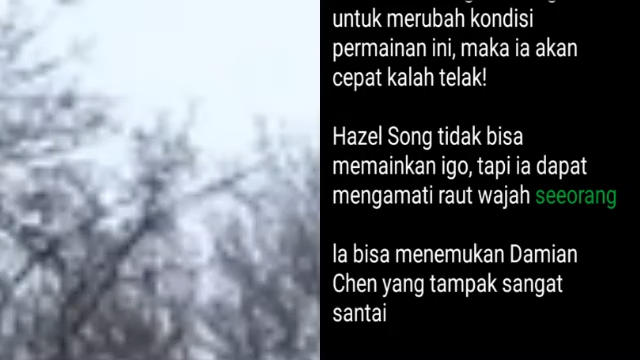 untuk merubah kondisi
permainan ini, maka ia akan
cepat kalah telak!
Hazel Song tidak bisa
memainkan igo, tapi ia dapat
mengamati raut wajah seeorang
Ia bisa menemukan Damian
Chen yang tampak sangat
santai